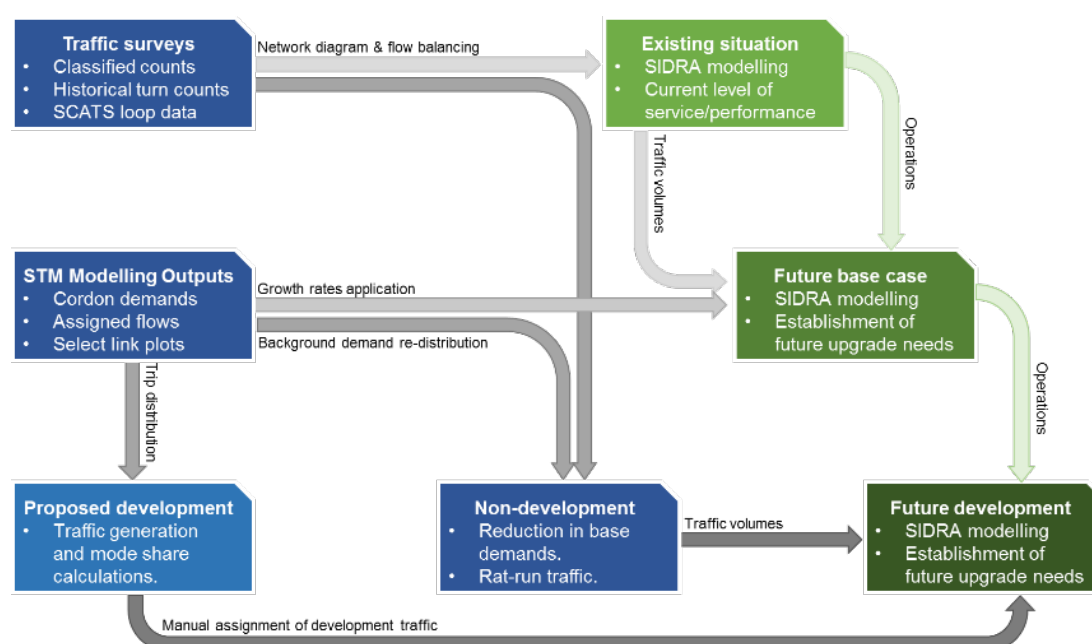 Traffic surveys
• Classified counts
• Historical turn counts
• SCATS loop data
Network diagram & flow balancing
Existing situation
• SIDRA modelling
• Current level of
service/performance
Traffic volumes
Operations
STM Modelling Outputs
• Cordon demands
• Assigned flows
• Select link plots
Growth rates application
Background demand re-distribution
Future base case
• SIDRA modelling
• Establishment of
future upgrade needs
Trip distribution
Operations
Proposed development
• Traffic generation
and mode share
calculations.
Non-development
• Reduction in base
demands.
• Rat-run traffic.
Traffic volumes
Future development
• SIDRA modelling
• Establishment of
future upgrade needs
Manual assignment of development traffic